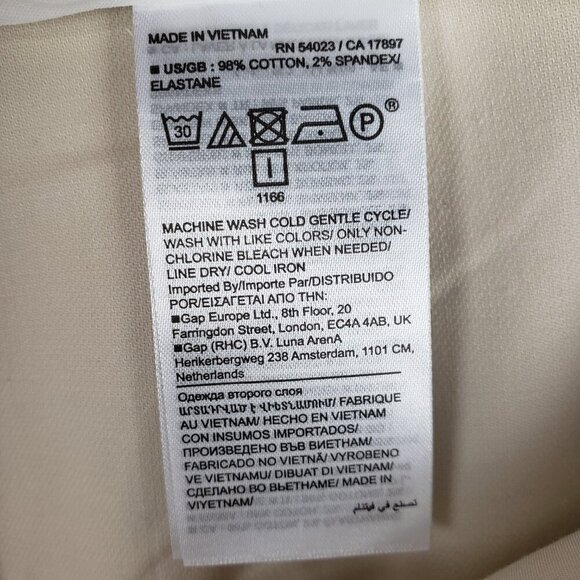 MADE IN VIETNAM
RN 54023 / CA 17897
■ US/GB : 98% COTTON, 2% SPANDEX/
ELASTANE
30 P ®
1166
MACHINE WASH COLD GENTLE CYCLE/
WASH WITH LIKE COLORS/ ONLY NON-
CHLORINE BLEACH WHEN NEEDED/
LINE DRY/ COOL IRON
Imported By/Importe Par/DISTRIBUIDO
POR/ΕΙΣΑΓΕΤΑΙ ΑΠΟ ΤΗΝ:
■Gap Europe Ltd., 8th Floor, 20
Farringdon Street, London, EC4A 4AB, UK
■Gap (RHC) B.V. Luna ArenA
Herikerbergweg 238 Amsterdam, 1101 CM,
Netherlands
Одежда второго слоя
ԱՐՏԱԴՐՎԱԾ Է ՎԻԵՏՆԱՄՈՒՄ/ FABRIQUE
AU VIETNAM/ HECHO EN VIETNAM
CON INSUMOS IMPORTADOS/
ПРОИЗВЕДЕНО ВЪВ ВИЕТНАМ/
FABRICADO NO VIETNÃ/ VYROBENO
VE VIETNAMU/ DIBUAT DI VIETNAM/
СДЕЛАНО ВО ВЬЕТНАМЕ/ MADE IN
VIYETNAM/
تصنع في فيتنام